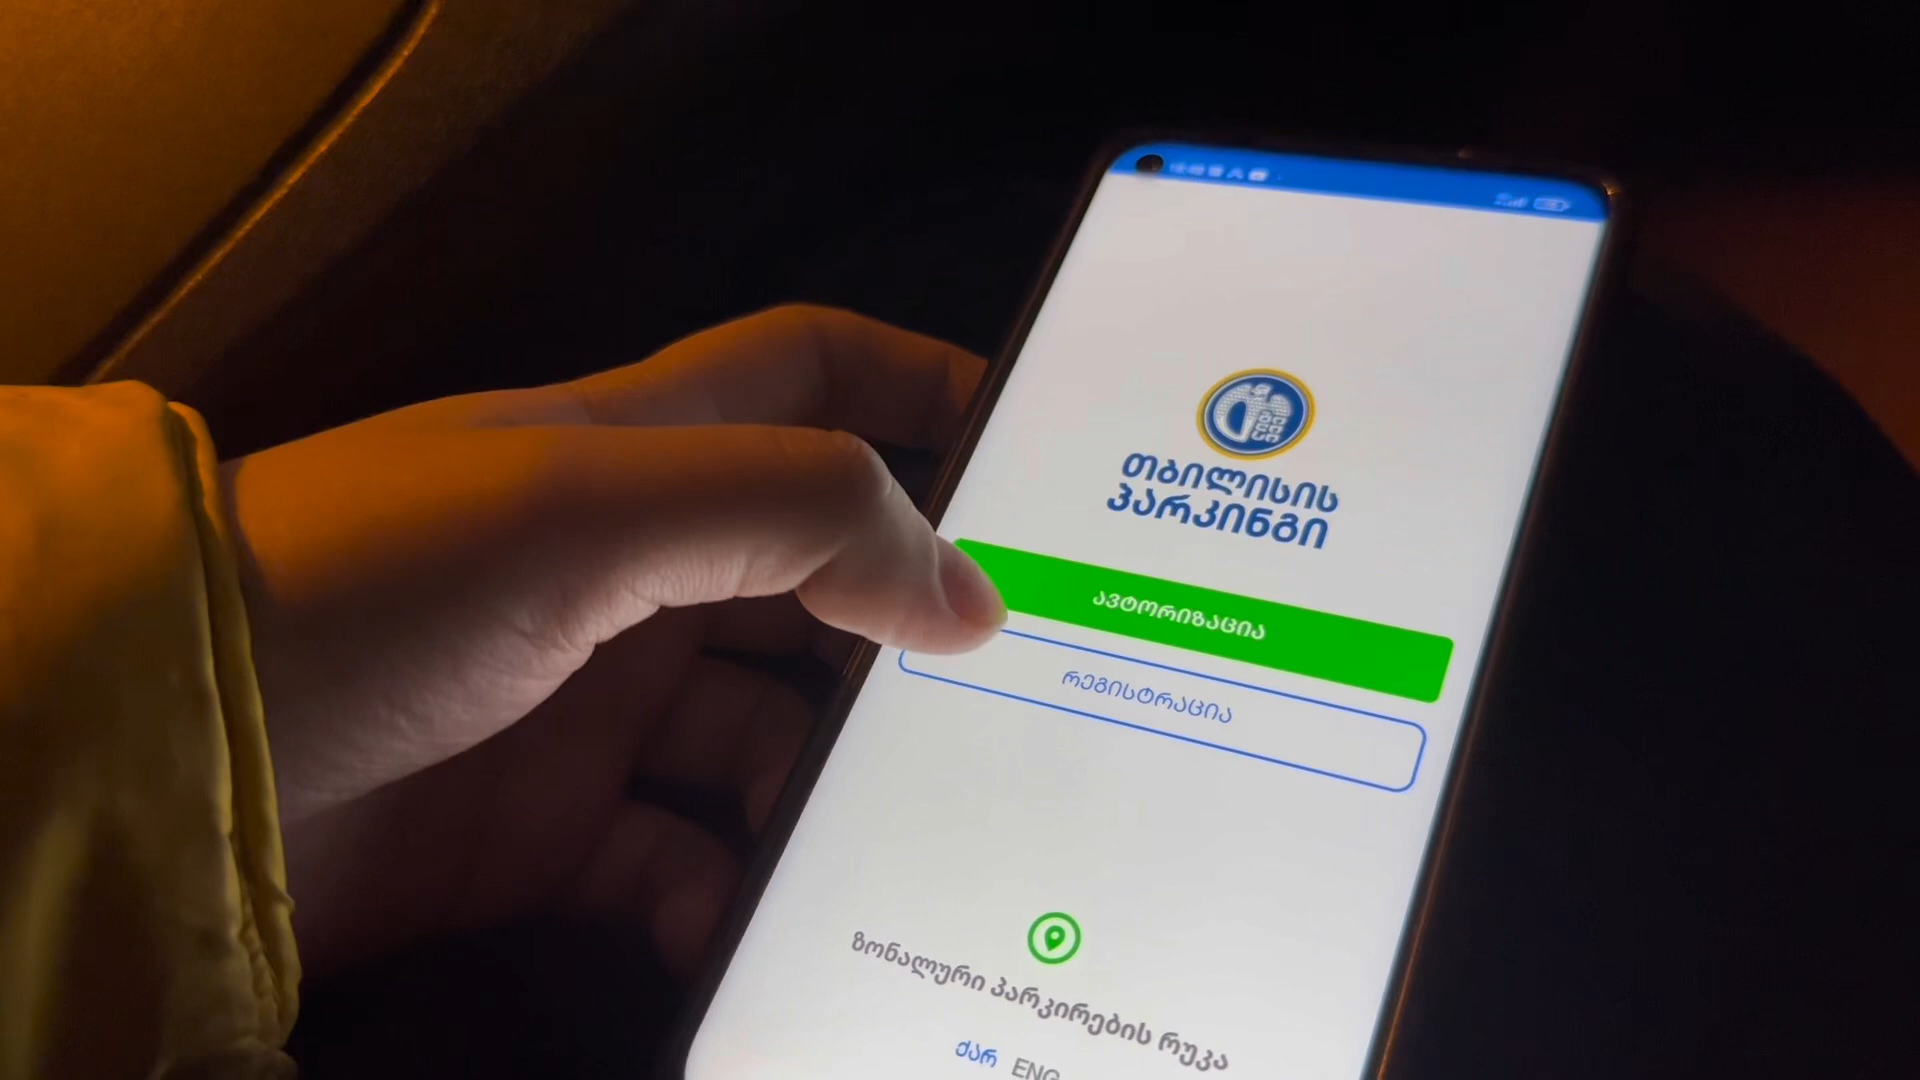 თბილისის
პარკინგი
ავტორიზაცია
რეგისტრაცია
ზონალური პარკირების რუკა
ქარ ENG